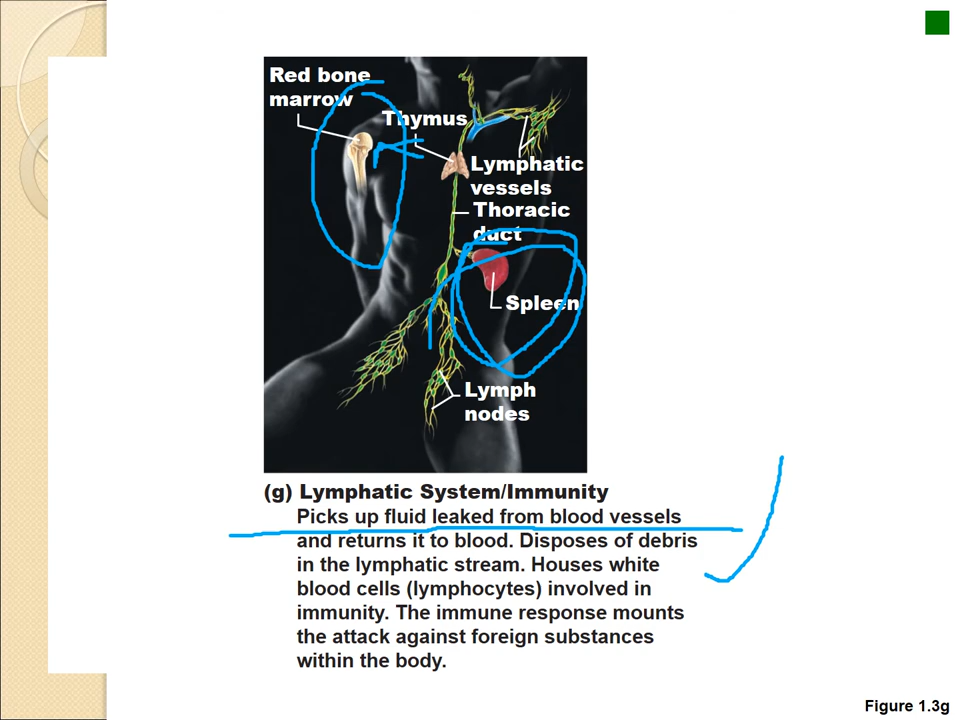 Red bone
marrow
Thymus
Lymphatic
vessels
Thoracic
duct
Spleen
Lymph
nodes
(g) Lymphatic System/Immunity
Picks up fluid leaked from blood vessels
and returns it to blood. Disposes of debris
in the lymphatic stream. Houses white
blood cells (lymphocytes) involved in
immunity. The immune response mounts
the attack against foreign substances
within the body.
Figure 1.3g